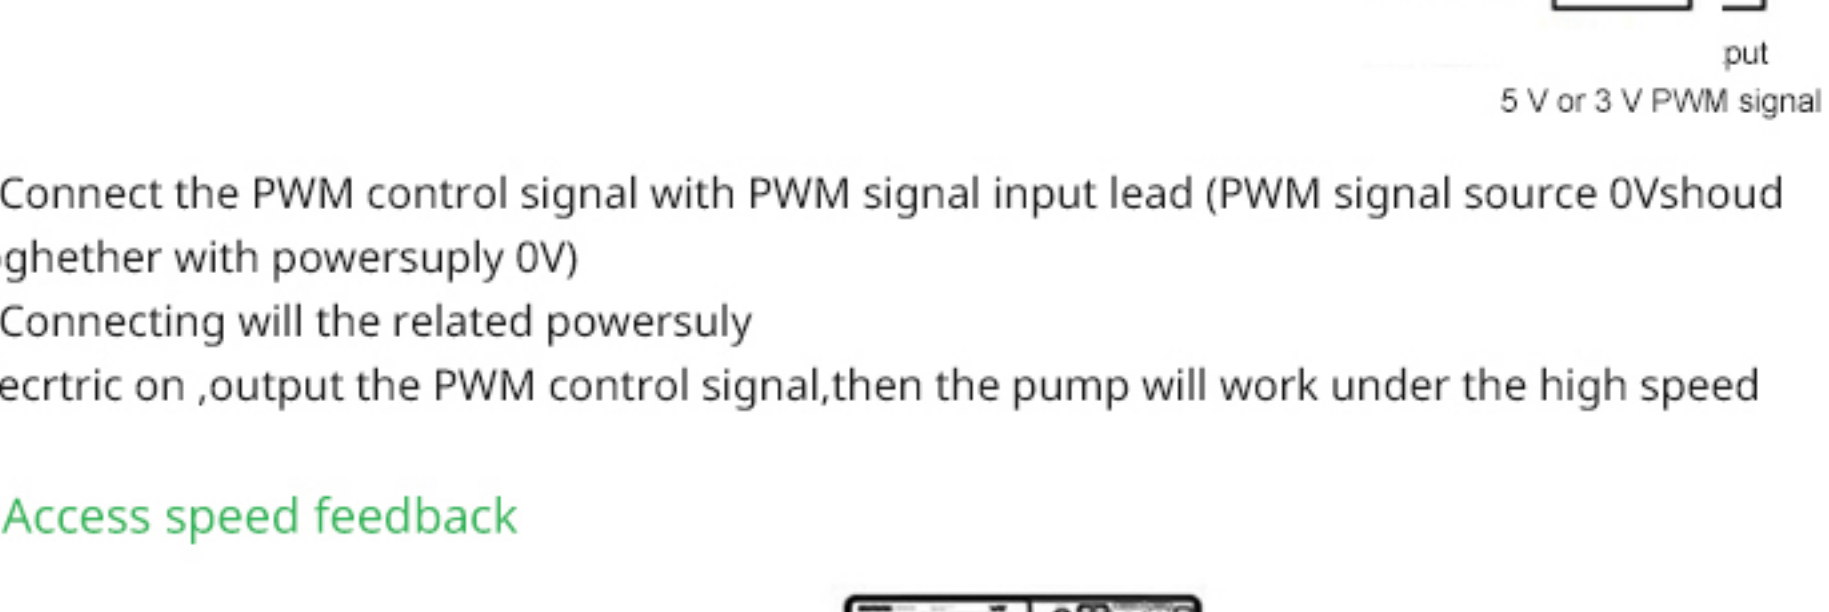 put
5 V or 3 V PWM signal
Connect the PWM control signal with PWM signal input lead (PWM signal source 0Vshoud
ghether with powersuply 0V)
Connecting will the related powersuly
ecrtric on ,output the PWM control signal,then the pump will work under the high speed
Access speed feedback